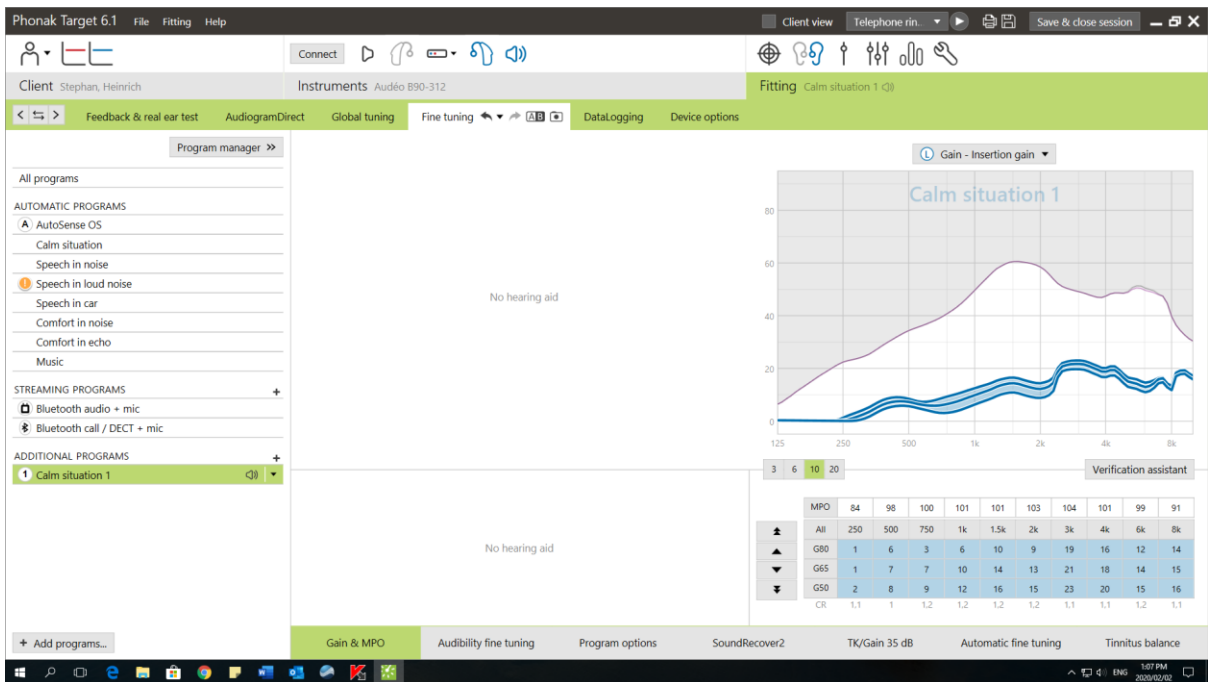 Phonak Target 6.1 File Fitting Help Client view Telephone rin.. Save & close session
Connect
Client Stephan, Heinrich Instruments Audéo B90-312 Fitting Calm situation 1
Feedback & real ear test AudiogramDirect Global tuning Fine tuning AB DataLogging Device options
Program manager >>
All programs
AUTOMATIC PROGRAMS
A AutoSense OS
Calm situation
Speech in noise
! Speech in loud noise
Speech in car
Comfort in noise
Comfort in echo
Music
STREAMING PROGRAMS +
Bluetooth audio + mic
Bluetooth call / DECT + mic
ADDITIONAL PROGRAMS +
1 Calm situation 1
+ Add programs...
No hearing aid
No hearing aid
L Gain - Insertion gain
Calm situation 1
80
60
40
20
0
125 250 500 1k 2k 4k 8k
3 6 10 20 Verification assistant
MPO 84 98 100 101 101 103 104 101 99 91
All 250 500 750 1k 1.5k 2k 3k 4k 6k 8k
G80 1 6 3 6 10 9 19 16 12 14
G65 1 7 7 10 14 13 21 18 14 15
G50 2 8 9 12 16 15 23 20 15 16
CR 1,1 1 1,2 1,2 1,2 1,2 1,1 1,1 1,2 1,1
Gain & MPO Audibility fine tuning Program options SoundRecover2 TK/Gain 35 dB Automatic fine tuning Tinnitus balance
ENG 1:07 PM
2020/02/02